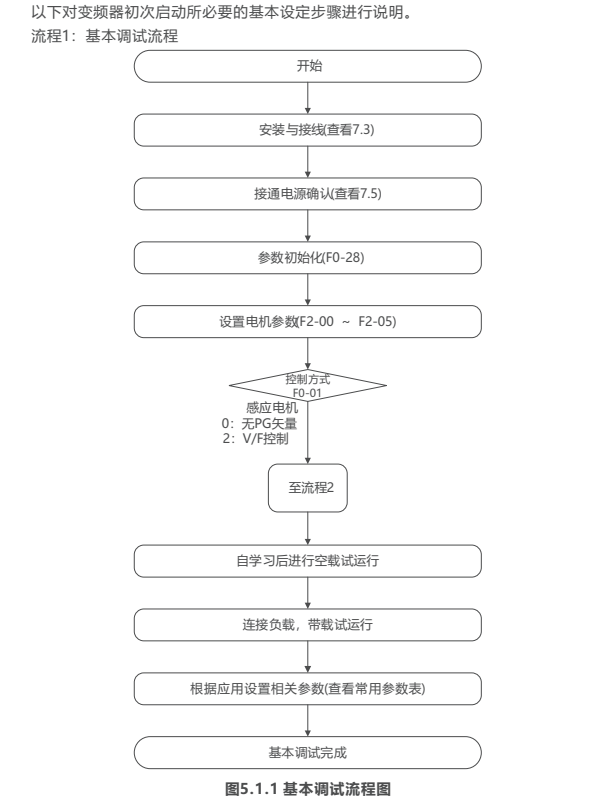 以下对变频器初次启动所必要的基本设定步骤进行说明。
流程1：基本调试流程
开始
安装与接线(查看7.3)
接通电源确认(查看7.5)
参数初始化(F0-28)
设置电机参数(F2-00 ~ F2-05)
控制方式
F0-01
感应电机
0：无PG矢量
2：V/F控制
至流程2
自学习后进行空载试运行
连接负载，带载试运行
根据应用设置相关参数(查看常用参数表)
基本调试完成
图5.1.1 基本调试流程图